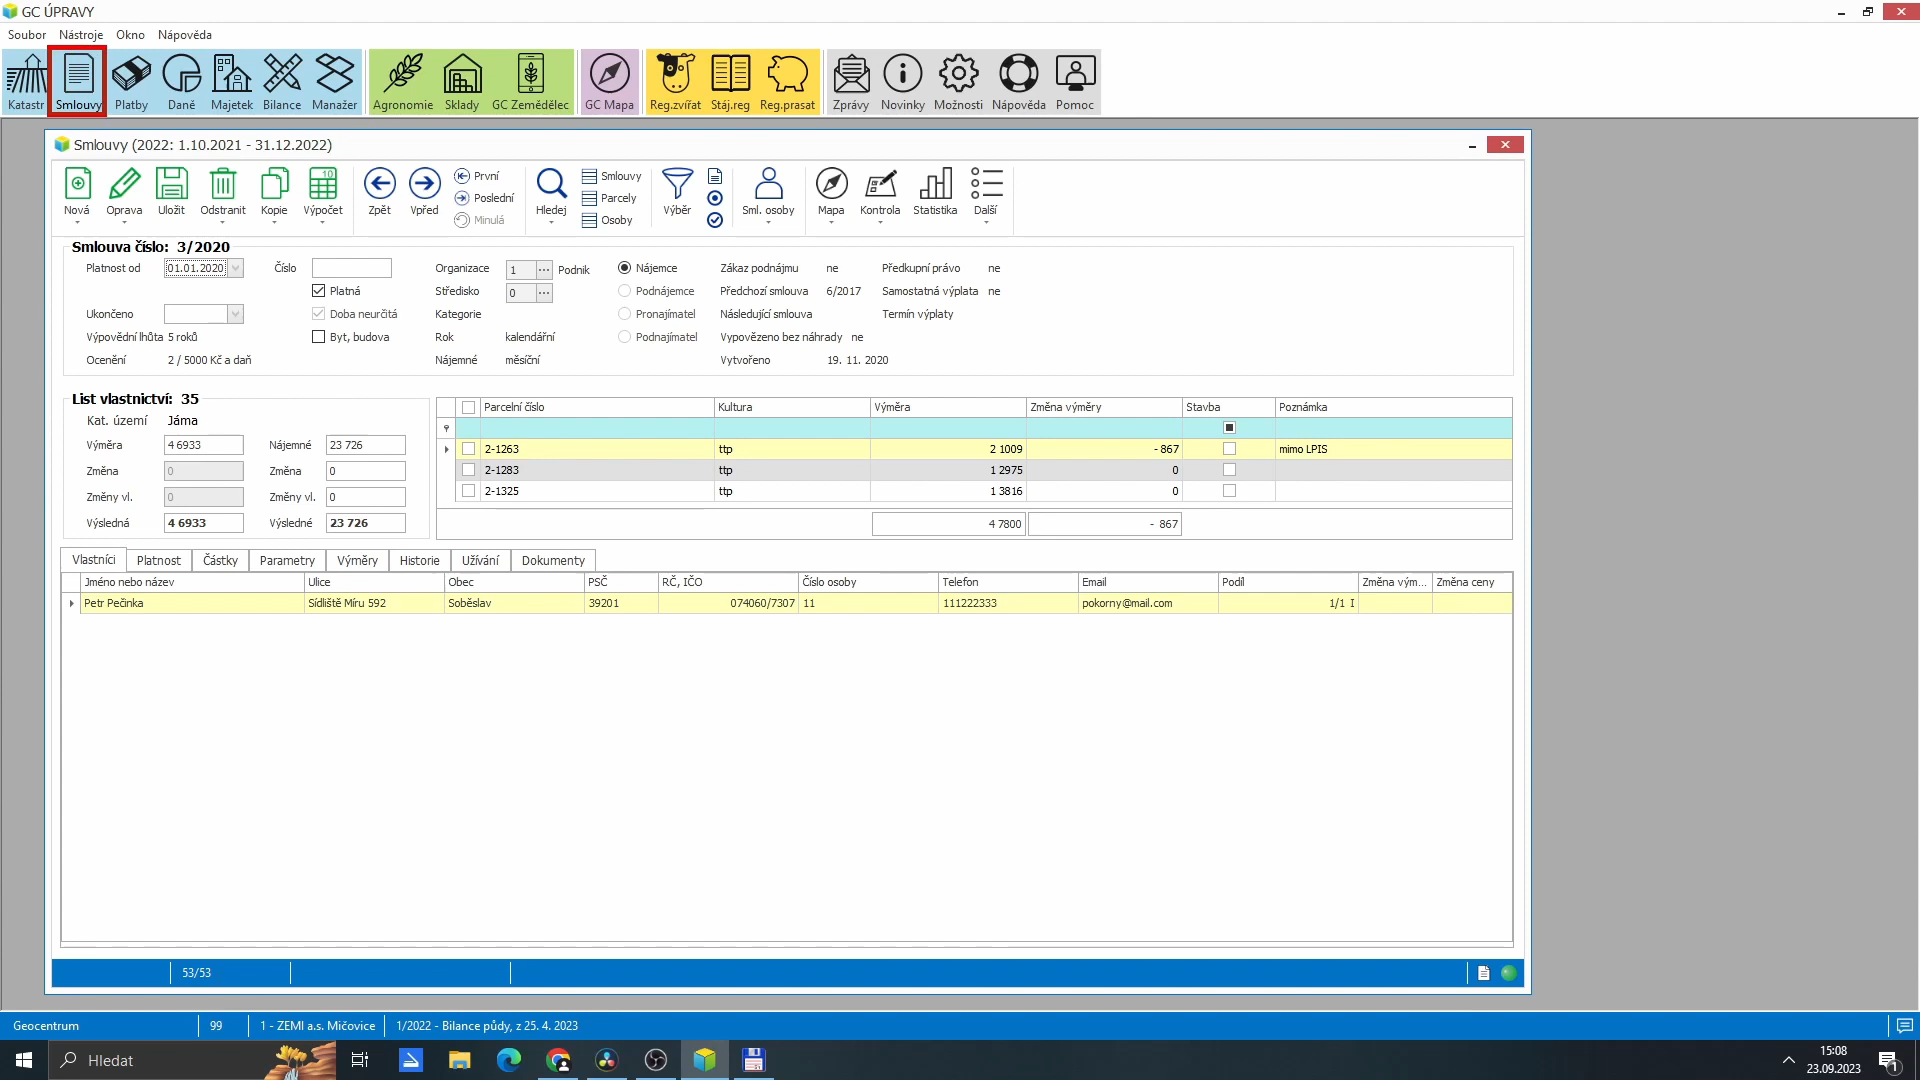 GC ÚPRAVY
Soubor Nástroje Okno Nápověda
Katastr Smlouvy Platby Daně Majetek Bilance Manažer Agronomie Sklady GC Zemědělec GC Mapa Reg.zvířat Stáj.reg Reg.prasat Zprávy Novinky Možnosti Nápověda Pomoc
Smlouvy (2022: 1.10.2021 - 31.12.2022)
Nová Oprava Uložit Odstranit Kopie Výpočet Zpět Vpřed První Poslední Minulá Hledej Smlouvy Parcely Osoby Výběr Sml. osoby Mapa Kontrola Statistika Další
Smlouva číslo: 3/2020
Platnost od 01.01.2020 Číslo Organizace 1 Podnik Nájemce Zákaz podnájmu ne Předkupní právo ne
Platná Středisko 0 Podnájemce Předchozí smlouva 6/2017 Samostatná výplata ne
Ukončeno Doba neurčitá Kategorie Pronajímatel Následující smlouva Termín výplaty
Výpovědní lhůta 5 roků Byt, budova Rok kalendářní Podnajímatel Vypovězeno bez náhrady ne
Ocenění 2 / 5000 Kč a daň Nájemné měsíční Vytvořeno 19. 11. 2020
List vlastnictví: 35
Kat. území Jáma
Výměra 4 6933 Nájemné 23 726
Změna 0 Změna 0
Změny vl. 0 Změny vl. 0
Výsledná 4 6933 Výsledné 23 726
Parcelní číslo Kultura Výměra Změna výměry Stavba Poznámka
2-1263 ttp 2 1009 - 867 mimo LPIS
2-1283 ttp 1 2975 0
2-1325 ttp 1 3816 0
4 7800 - 867
Vlastníci Platnost Částky Parametry Výměry Historie Užívání Dokumenty
Jméno nebo název Ulice Obec PSČ RČ, IČO Číslo osoby Telefon Email Podíl Změna vým... Změna ceny
Petr Pečinka Sídliště Míru 592 Soběslav 39201 074060/7307 11 111222333 pokorny@mail.com 1/1 I
53/53
Geocentrum 99 1 - ZEMI a.s. Mičovice 1/2022 - Bilance půdy, z 25. 4. 2023
Hledat
15:08
23.09.2023
1